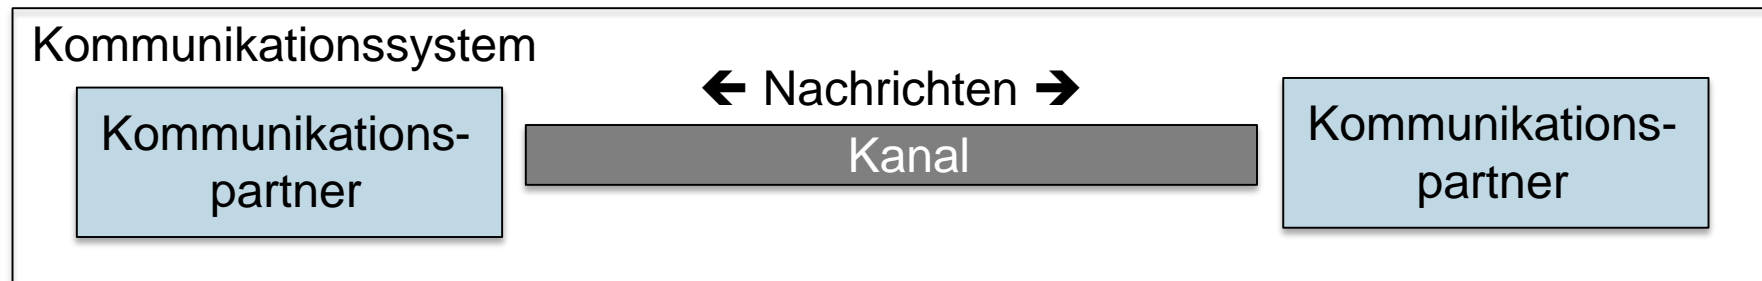 Kommunikationssystem
🡸 Nachrichten 🡺
Kommunikations-
partner
Kanal
Kommunikations-
partner